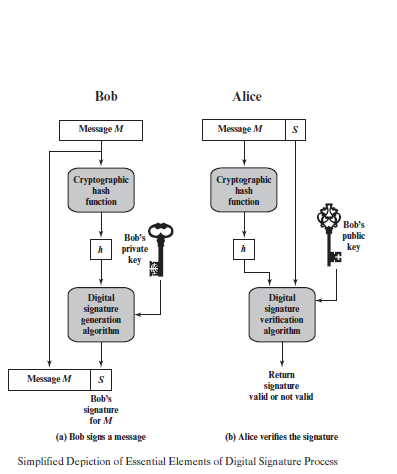 Bob
Alice
Message M
Message M
S
Cryptographic
hash
function
Cryptographic
hash
function
h
Bob's
private
key
h
Bob's
public
key
Digital
signature
generation
algorithm
Digital
signature
verification
algorithm
Message M
S
Bob's
signature
for M
Return
signature
valid or not valid
(a) Bob signs a message
(b) Alice verifies the signature
Simplified Depiction of Essential Elements of Digital Signature Process